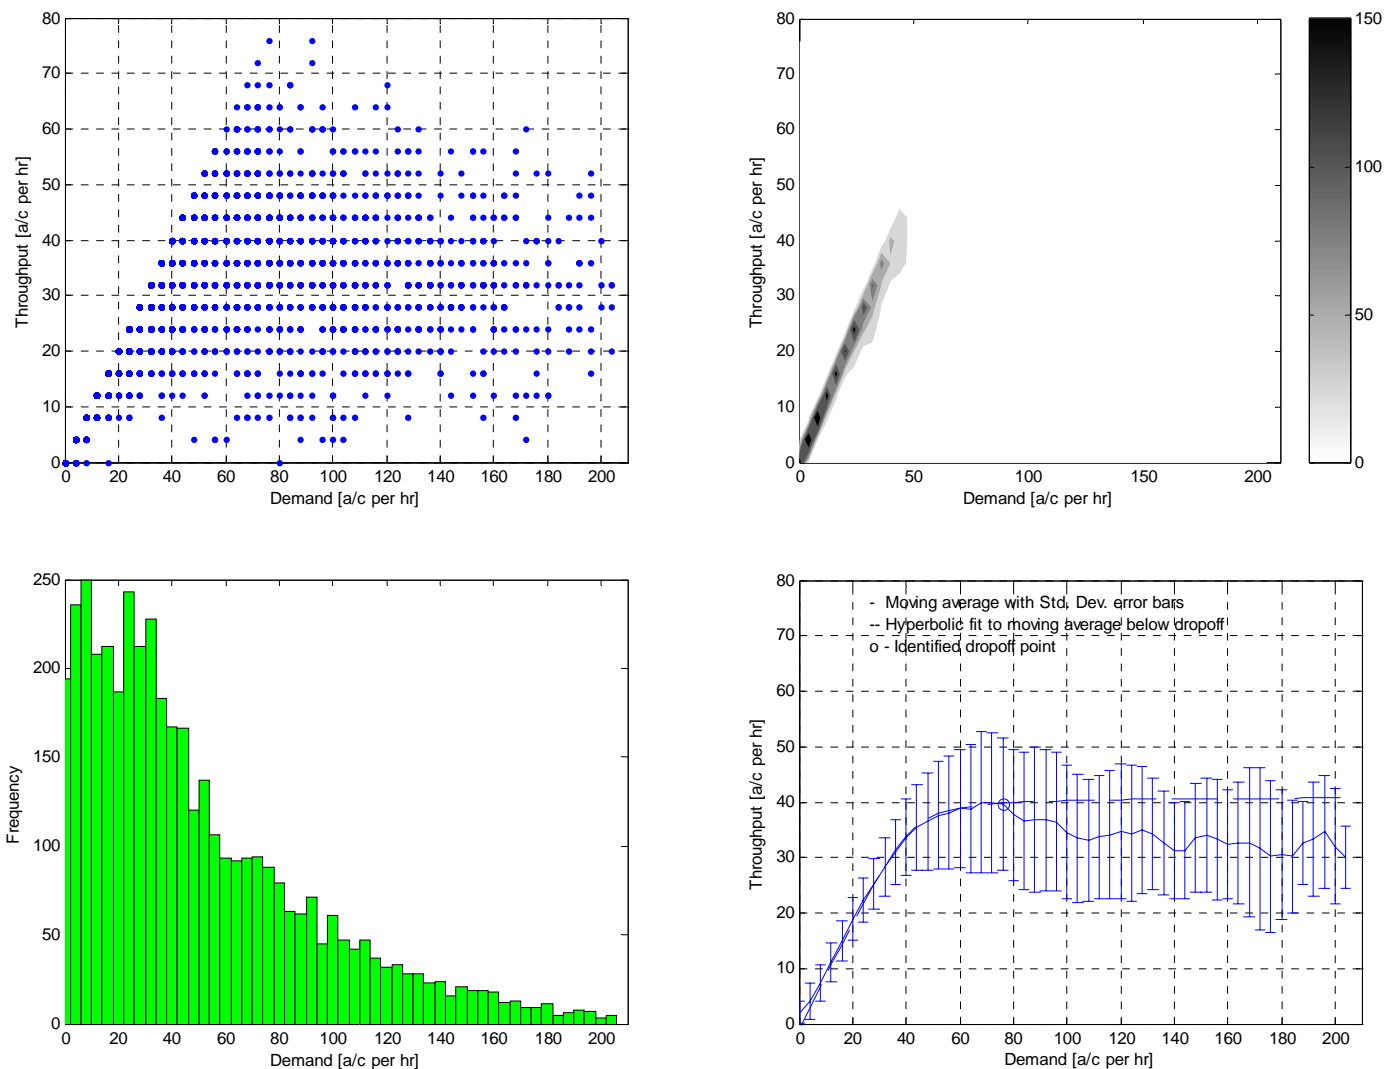 80
70
60
50
40
30
20
10
0
Throughput [a/c per hr]
0 20 40 60 80 100 120 140 160 180 200
Demand [a/c per hr]
80
70
60
50
40
30
20
10
0
Throughput [a/c per hr]
0 50 100 150 200
Demand [a/c per hr]
150
100
50
0
250
200
150
100
50
0
Frequency
0 20 40 60 80 100 120 140 160 180 200
Demand [a/c per hr]
80
70
60
50
40
30
20
10
0
Throughput [a/c per hr]
- Moving average with Std. Dev. error bars
-- Hyperbolic fit to moving average below dropoff
o - Identified dropoff point
0 20 40 60 80 100 120 140 160 180 200
Demand [a/c per hr]